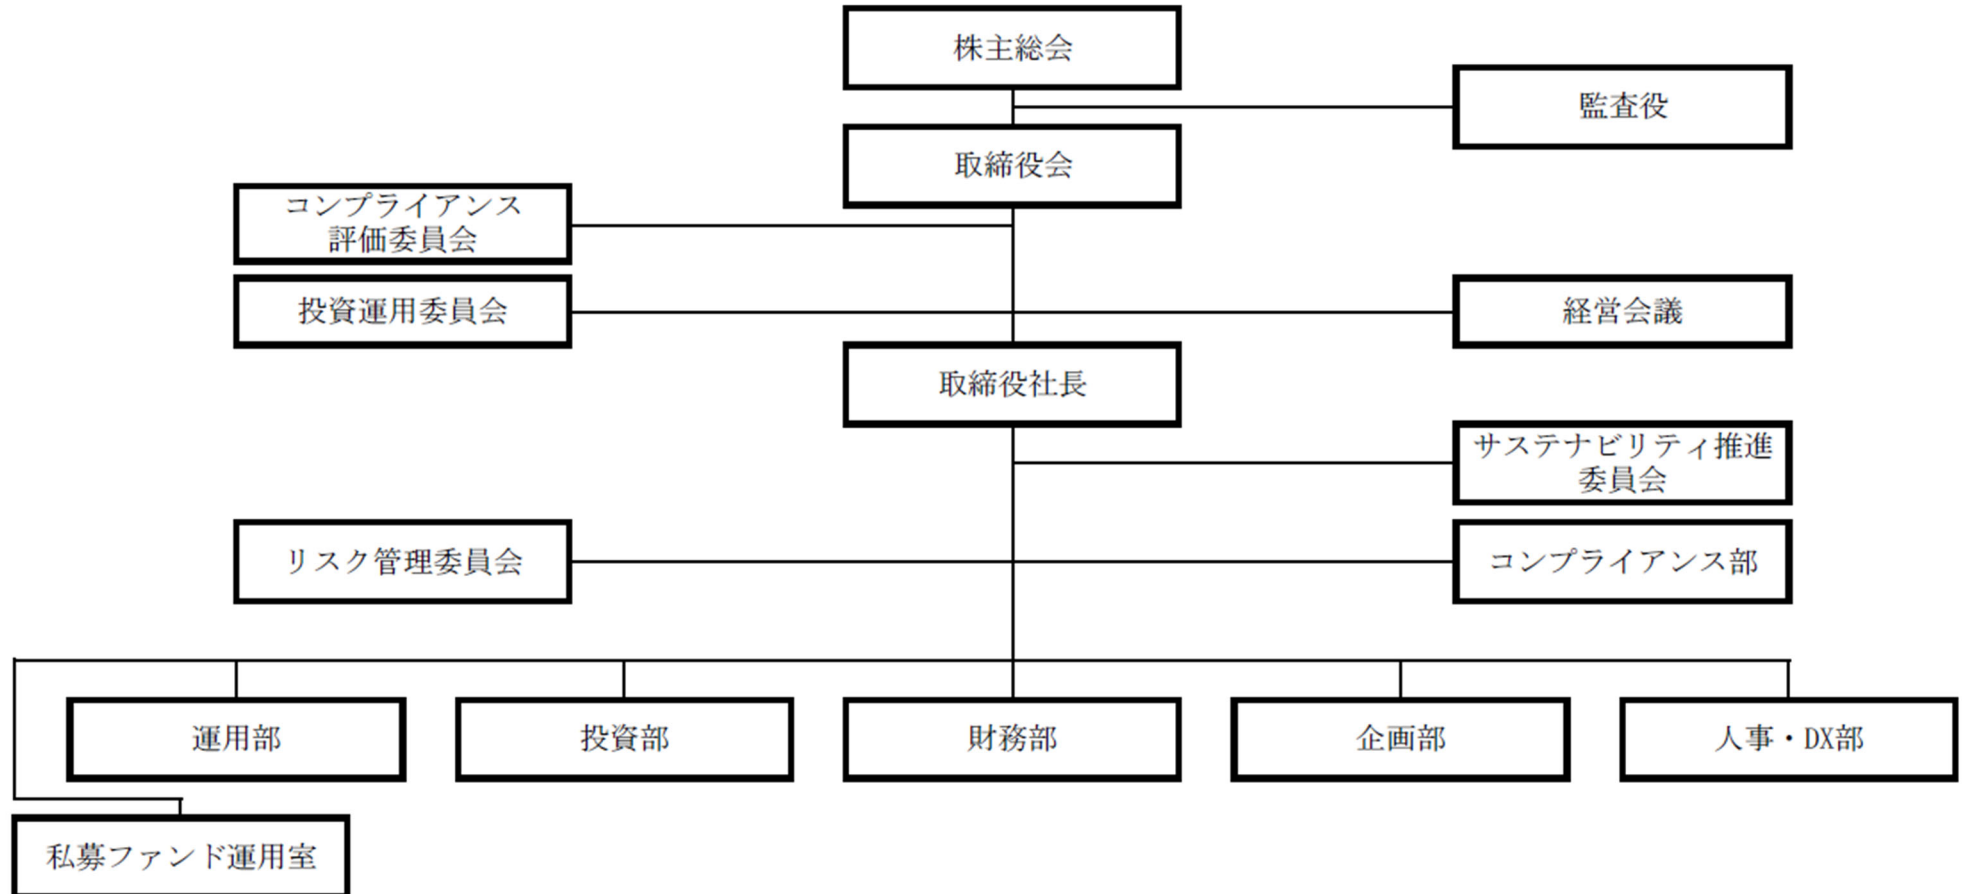 株主総会
監査役
取締役会
コンプライアンス
評価委員会
投資運用委員会
経営会議
取締役社長
サステナビリティ推進
委員会
リスク管理委員会
コンプライアンス部
運用部
投資部
財務部
企画部
人事・DX部
私募ファンド運用室